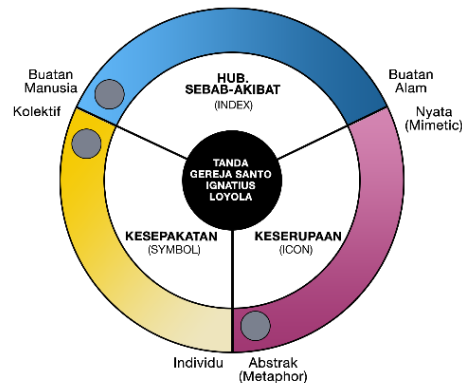 Buatan
Manusia
Kolektif
HUB.
SEBAB-AKIBAT
(INDEX)
Buatan
Alam
Nyata
(Mimetic)
TANDA
GEREJA SANTO
IGNATIUS
LOYOLA
KESEPAKATAN
(SYMBOL)
KESERUPAAN
(ICON)
Individu
Abstrak
(Metaphor)